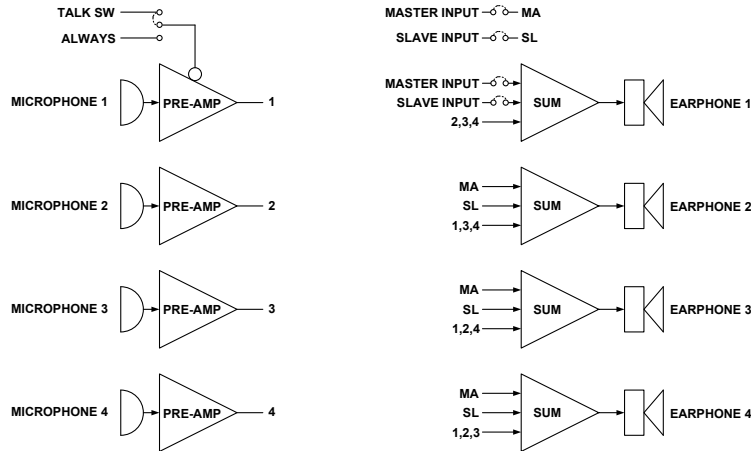 TALK SW
ALWAYS
MICROPHONE 1
PRE-AMP
1
MICROPHONE 2
PRE-AMP
2
MICROPHONE 3
PRE-AMP
3
MICROPHONE 4
PRE-AMP
4
MASTER INPUT
MA
SLAVE INPUT
SL
MASTER INPUT
SLAVE INPUT
2,3,4
SUM
EARPHONE 1
MA
SL
1,3,4
SUM
EARPHONE 2
MA
SL
1,2,4
SUM
EARPHONE 3
MA
SL
1,2,3
SUM
EARPHONE 4